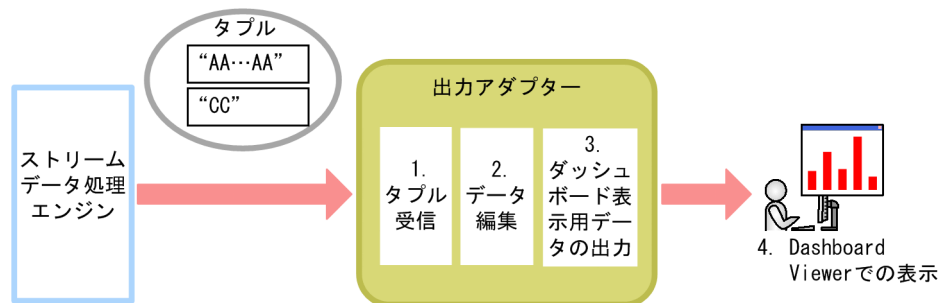 タプル
“AA…AA”
“CC”
ストリーム
データ処理
エンジン
出力アダプター
1.
タプル
受信
2.
データ
編集
3.
ダッシュ
ボード表
示用デー
タの出力
4. Dashboard
Viewerでの表示